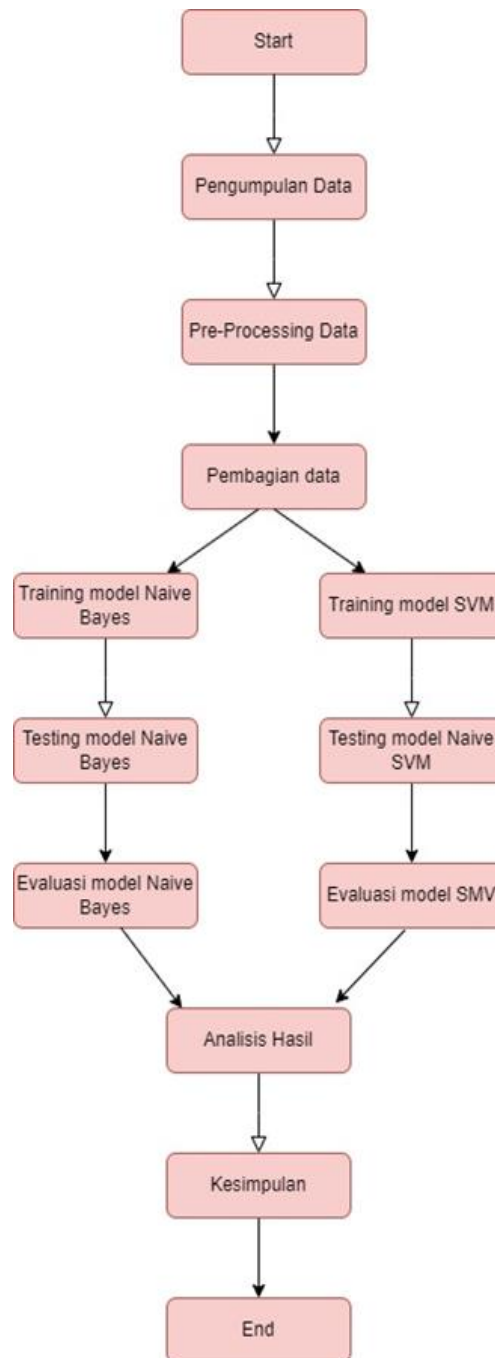 Start
Pengumpulan Data
Pre-Processing Data
Pembagian data
Training model Naive
Bayes
Training model SVM
Testing model Naive
Bayes
Testing model Naive
SVM
Evaluasi model Naive
Bayes
Evaluasi model SMV
Analisis Hasil
Kesimpulan
End